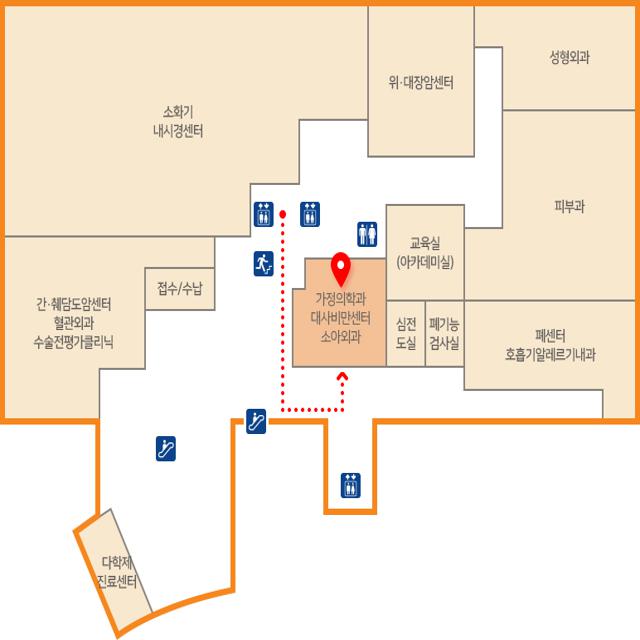 성형외과
위·대장암센터
소화기
내시경센터
피부과
교육실
(아카데미실)
접수/수납
간·췌담도암센터
혈관외과
수술전평가클리닉
가정의학과
대사비만센터
소아외과
심전
도실
폐기능
검사실
폐센터
호흡기알레르기내과
다학제
진료센터